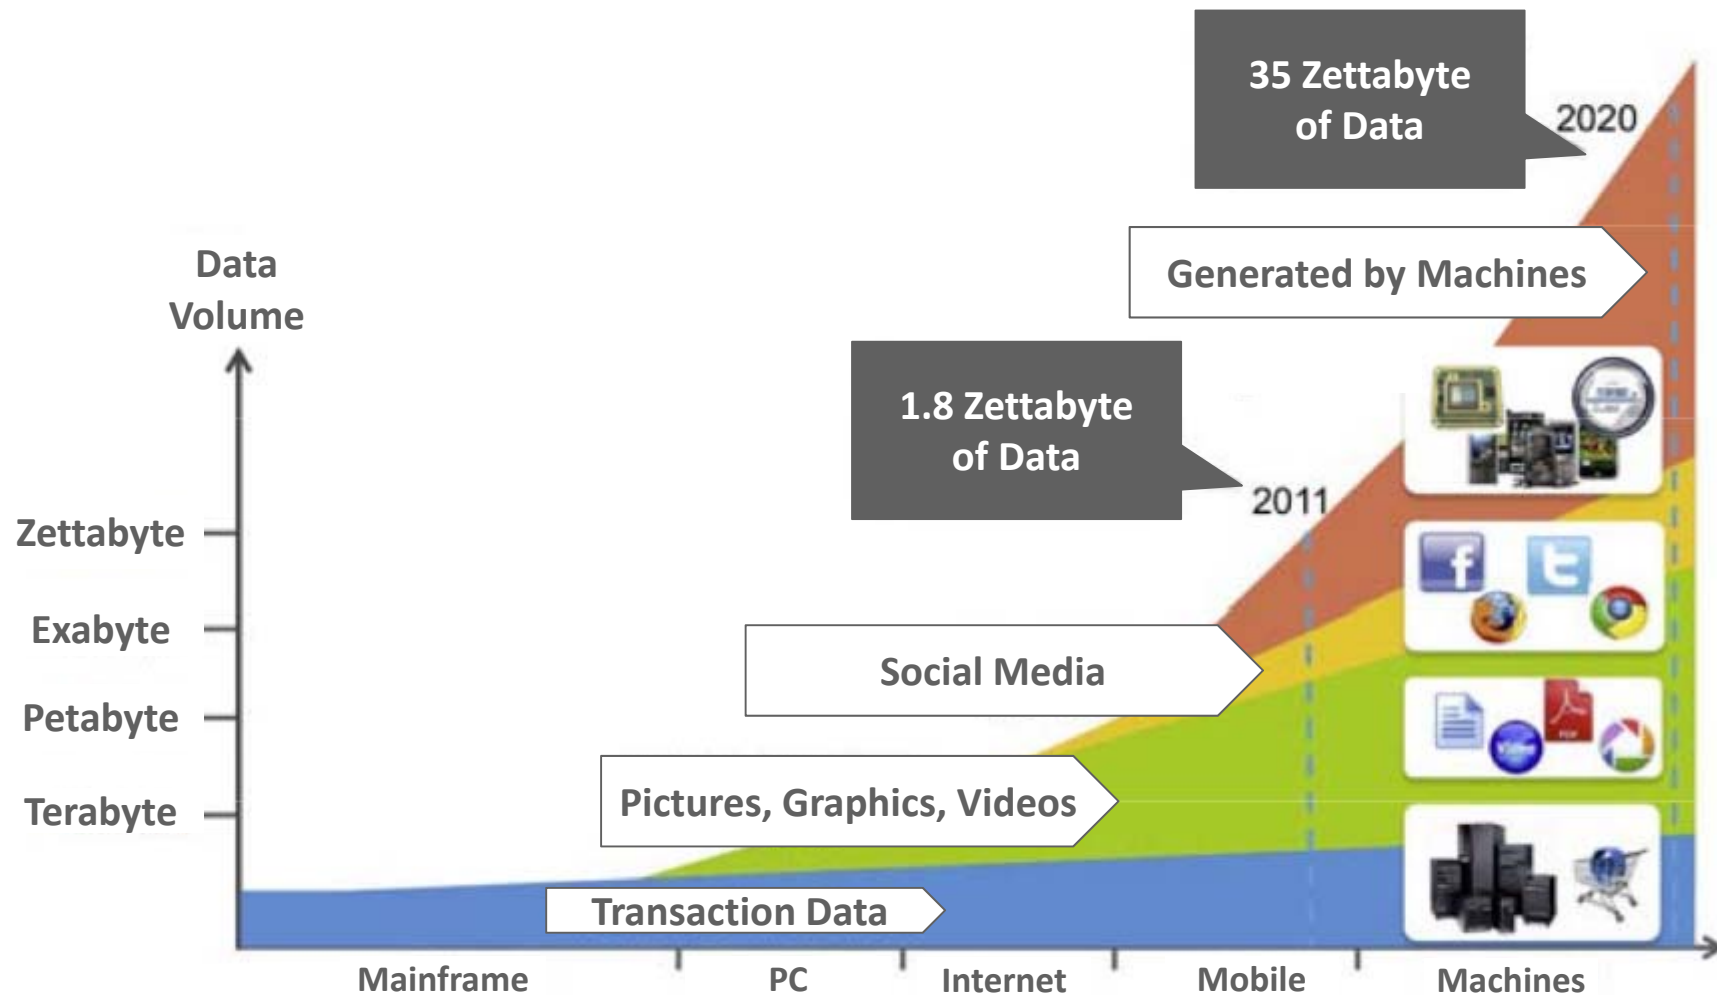 35 Zettabyte
of Data
2020
Generated by Machines
Data
Volume
1.8 Zettabyte
of Data
2011
Zettabyte
Exabyte
Social Media
Petabyte
Pictures, Graphics, Videos
PDF
Terabyte
Transaction Data
Mainframe
PC
Internet
Mobile
Machines